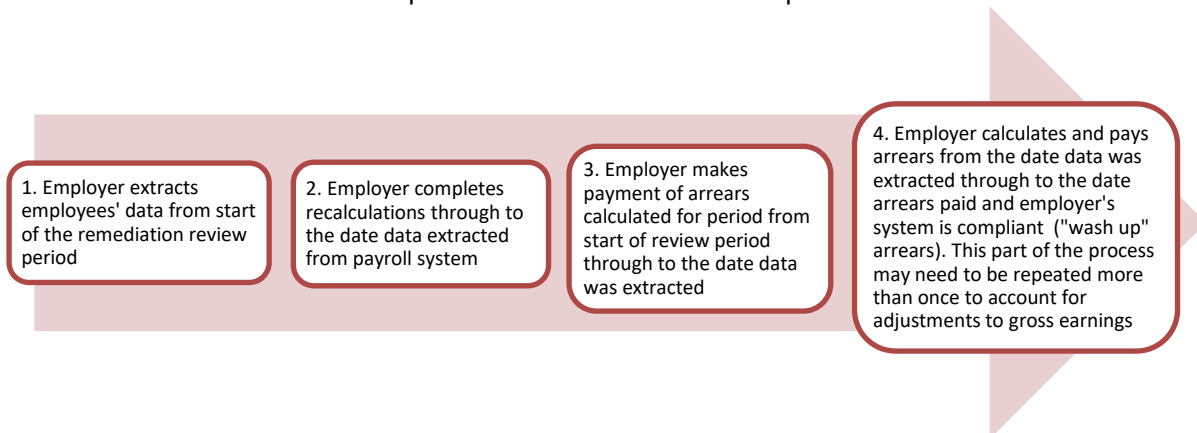 1. Employer extracts
employees' data from start
of the remediation review
period
2. Employer completes
recalculations through to
the date data extracted
from payroll system
3. Employer makes
payment of arrears
calculated for period from
start of review period
through to the date data
was extracted
4. Employer calculates and pays
arrears from the date data was
extracted through to the date
arrears paid and employer's
system is compliant ("wash up"
arrears). This part of the process
may need to be repeated more
than once to account for
adjustments to gross earnings